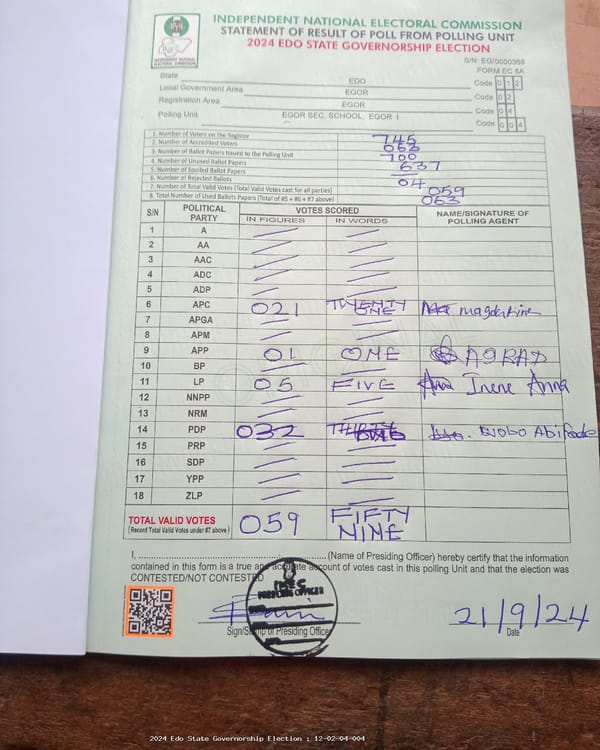 INDEPENDENT NATIONAL ELECTORAL COMMISSION
STATEMENT OF RESULT OF POLL FROM POLLING UNIT
2024 EDO STATE GOVERNORSHIP ELECTION
S/N: EG/0000366
FORM EC 8A
State EDO Code 0 1 2
Local Government Area EGOR Code 0 2
Registration Area EGOR Code 0 4
Polling Unit EGOR SEC. SCHOOL, EGOR I Code 0 0 4
1. Number of Voters on the Register 745
2. Number of Accredited Voters 063
3. Number of Ballot Papers Issued to the Polling Unit 700
4. Number of Unused Ballot Papers 637
5. Number of Spoiled Ballot Papers
6. Number of Rejected Ballots 04
7. Number of Total Valid Votes (Total Valid Votes cast for all parties) 059
8. Total Number of Used Ballots Papers (Total of #5 + #6 + #7 above) 063
S/N POLITICAL PARTY VOTES SCORED NAME/SIGNATURE OF POLLING AGENT
IN FIGURES IN WORDS
1 A
2 AA
3 AAC
4 ADC
5 ADP
6 APC 021 TWENTY ONE magdaline
7 APGA
8 APM
9 APP 01 ONE
10 BP
11 LP 05 FIVE Irene Anna
12 NNPP
13 NRM
14 PDP 032
15 PRP
16 SDP
17 YPP
18 ZLP
TOTAL VALID VOTES 059 FIFTY NINE
(Record Total Valid Votes under #7 above)
I, ........ (Name of Presiding Officer) hereby certify that the information
contained in this form is a true and accurate account of votes cast in this polling Unit and that the election was
CONTESTED/NOT CONTESTED
INEC
PRESIDING OFFICER
21/9/24
Sign/Stamp of Presiding Officer Date
2024 Edo State Governorship Election : 12-02-04-004